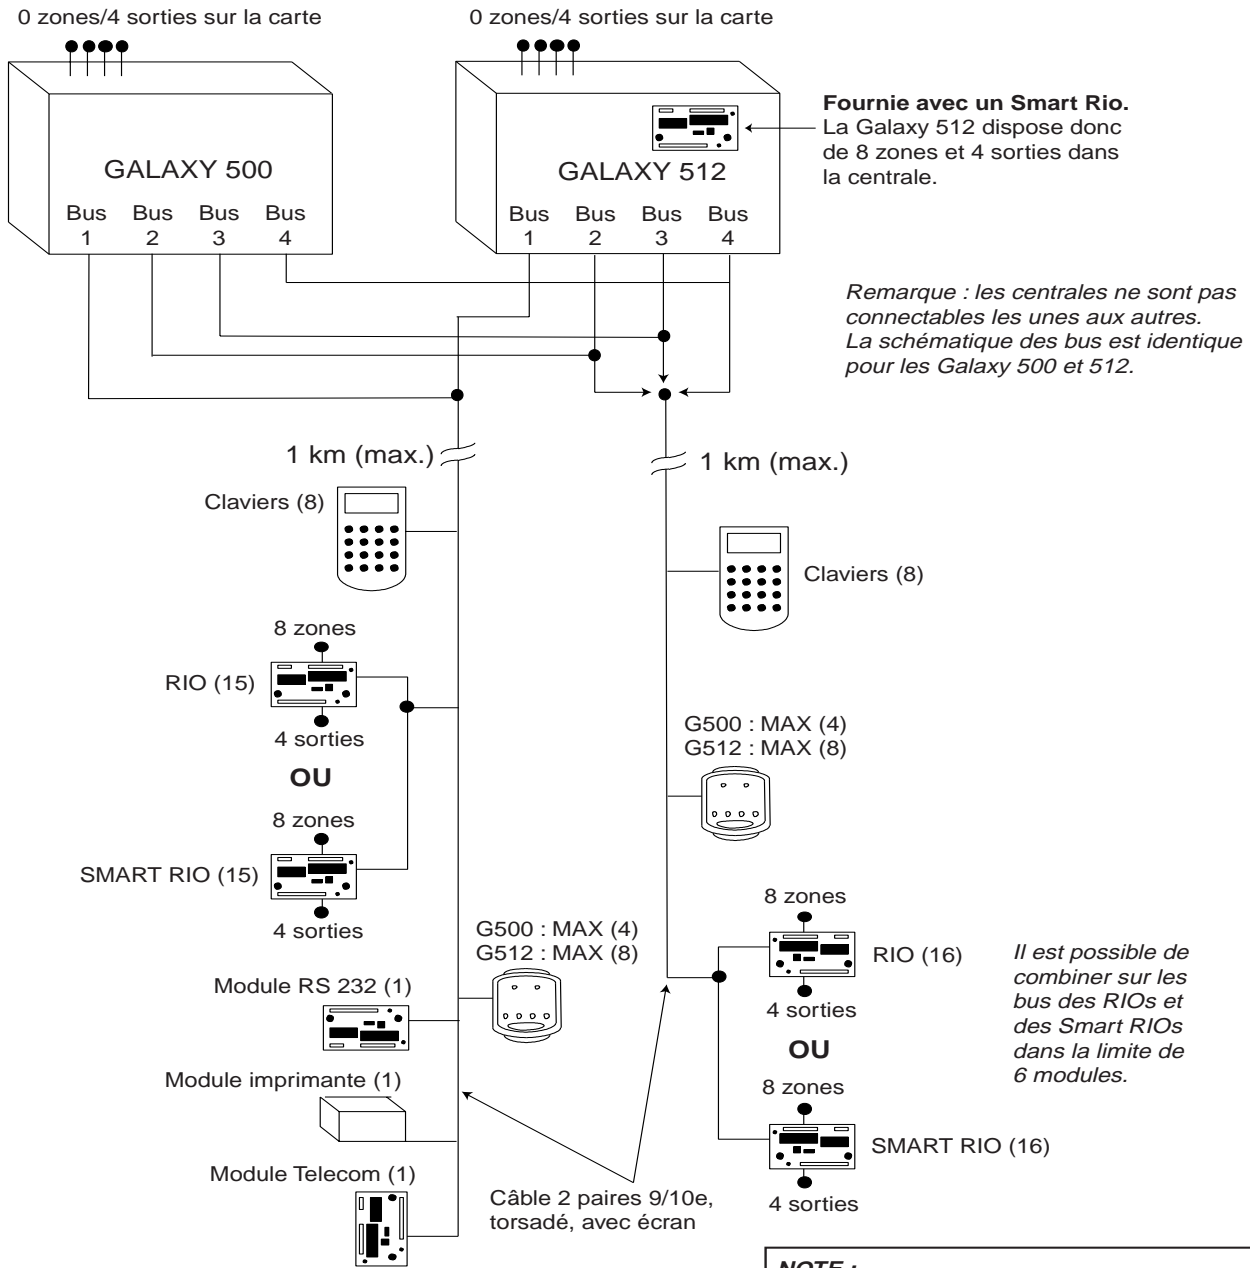 0 zones/4 sorties sur la carte
0 zones/4 sorties sur la carte
GALAXY 500
Bus 1
Bus 2
Bus 3
Bus 4
GALAXY 512
Bus 1
Bus 2
Bus 3
Bus 4
Fournie avec un Smart Rio.
La Galaxy 512 dispose donc
de 8 zones et 4 sorties dans
la centrale.
Remarque : les centrales ne sont pas
connectables les unes aux autres.
La schématique des bus est identique
pour les Galaxy 500 et 512.
1 km (max.)
1 km (max.)
Claviers (8)
Claviers (8)
8 zones
RIO (15)
4 sorties
OU
8 zones
SMART RIO (15)
4 sorties
G500 : MAX (4)
G512 : MAX (8)
G500 : MAX (4)
G512 : MAX (8)
Module RS 232 (1)
Module imprimante (1)
Module Telecom (1)
Câble 2 paires 9/10e,
torsadé, avec écran
8 zones
RIO (16)
4 sorties
OU
8 zones
SMART RIO (16)
4 sorties
Il est possible de
combiner sur les
bus des RIOs et
des Smart RIOs
dans la limite de
6 modules.
NOTE :